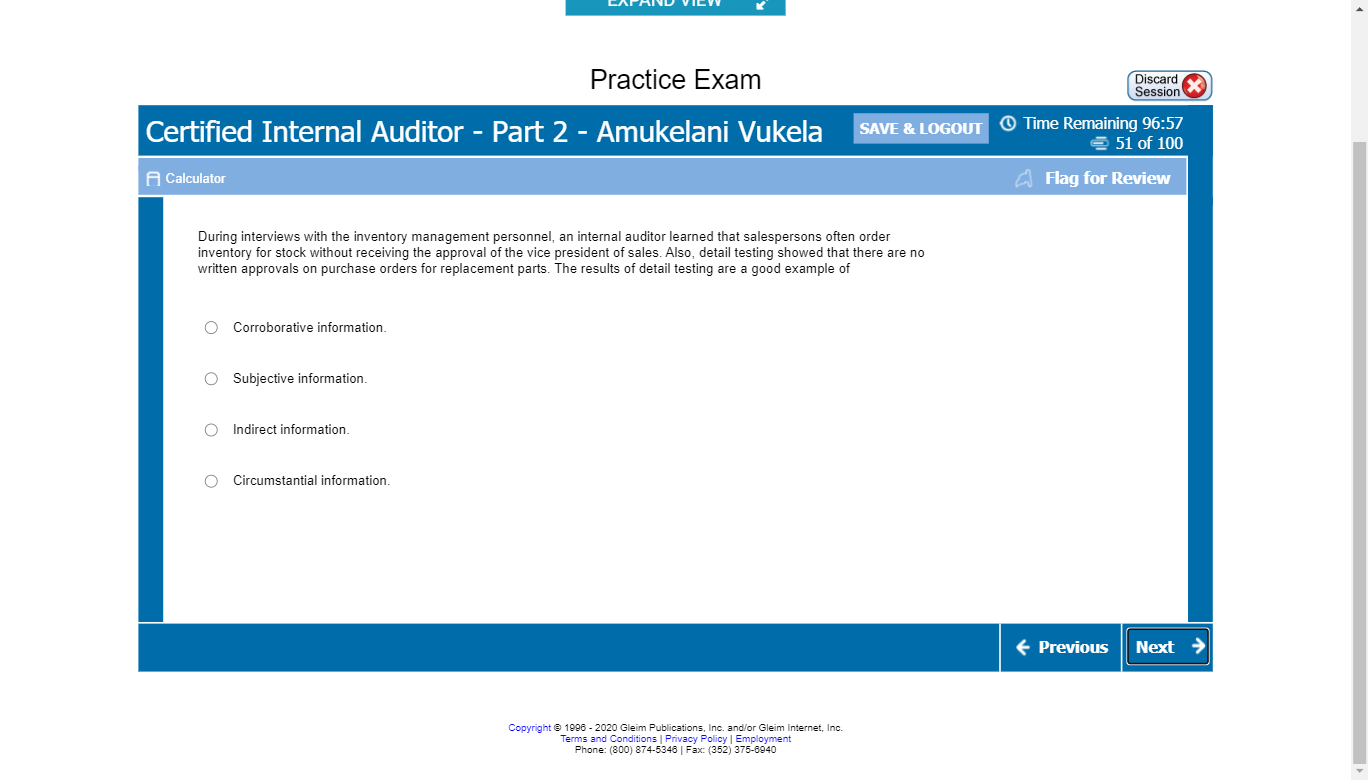 EXPAND VIEW
Practice Exam
Discard
Session
Certified Internal Auditor - Part 2 - Amukelani Vukela
SAVE & LOGOUT
Time Remaining 96:57
51 of 100
Calculator
Flag for Review
During interviews with the inventory management personnel, an internal auditor learned that salespersons often order
inventory for stock without receiving the approval of the vice president of sales. Also, detail testing showed that there are no
written approvals on purchase orders for replacement parts. The results of detail testing are a good example of
Corroborative information.
Subjective information.
Indirect information.
Circumstantial information.
Previous
Next
Copyright © 1996 - 2020 Gleim Publications, Inc. and/or Gleim Internet, Inc.
Terms and Conditions | Privacy Policy | Employment
Phone: (800) 874-5346 | Fax: (352) 375-6940